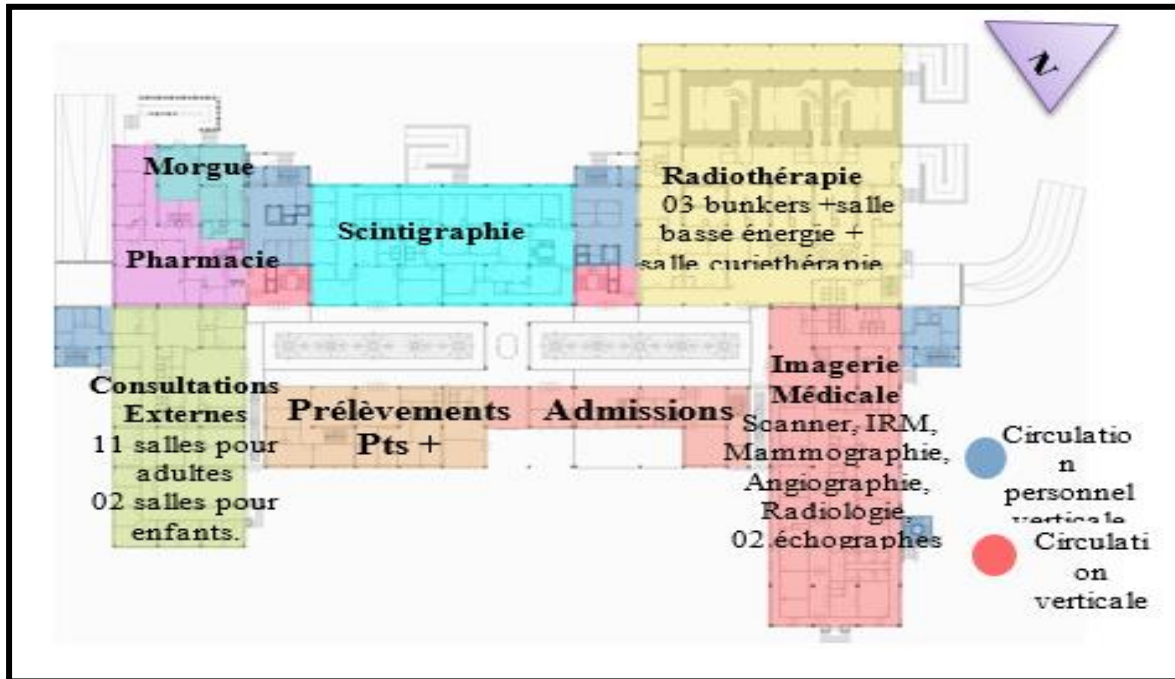 N
Morgue
Pharmacie
Scintigraphie
Radiothérapie
03 bunkers +salle
basse énergie +
salle curiethérapie
Consultations
Externes
11 salles pour
adultes
02 salles pour
enfants.
Prélèvements
Pts +
Admissions
Imagerie
Médicale
Scanner, IRM,
Mammographie,
Angiographie,
Radiologie,
02 échographes
Circulatio
n
personnel
verticale
Circulati
on
verticale